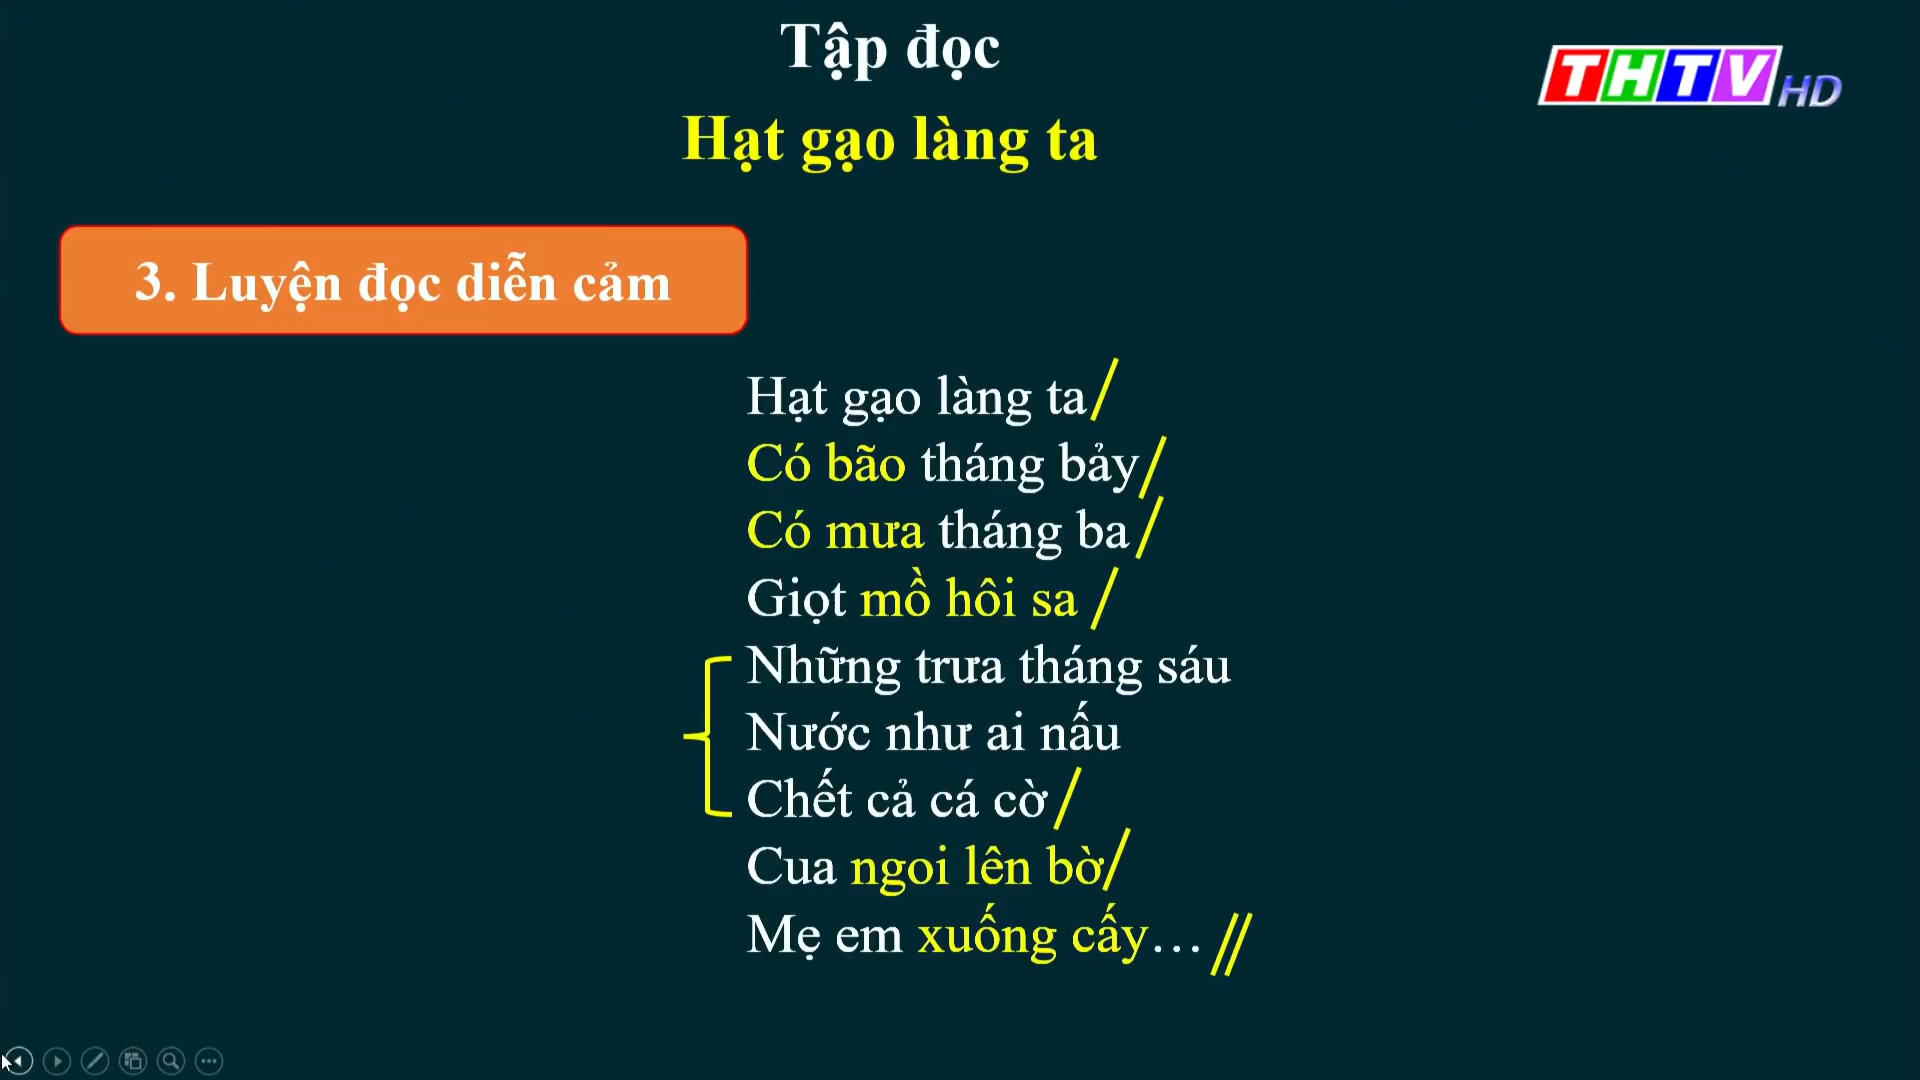 Tập đọc
THTV HD
Hạt gạo làng ta
3. Luyện đọc diễn cảm
Hạt gạo làng ta/
Có bão tháng bảy/
Có mưa tháng ba/
Giọt mồ hôi sa /
Những trưa tháng sáu
Nước như ai nấu
Chết cả cá cờ/
Cua ngoi lên bờ/
Mẹ em xuống cấy...//